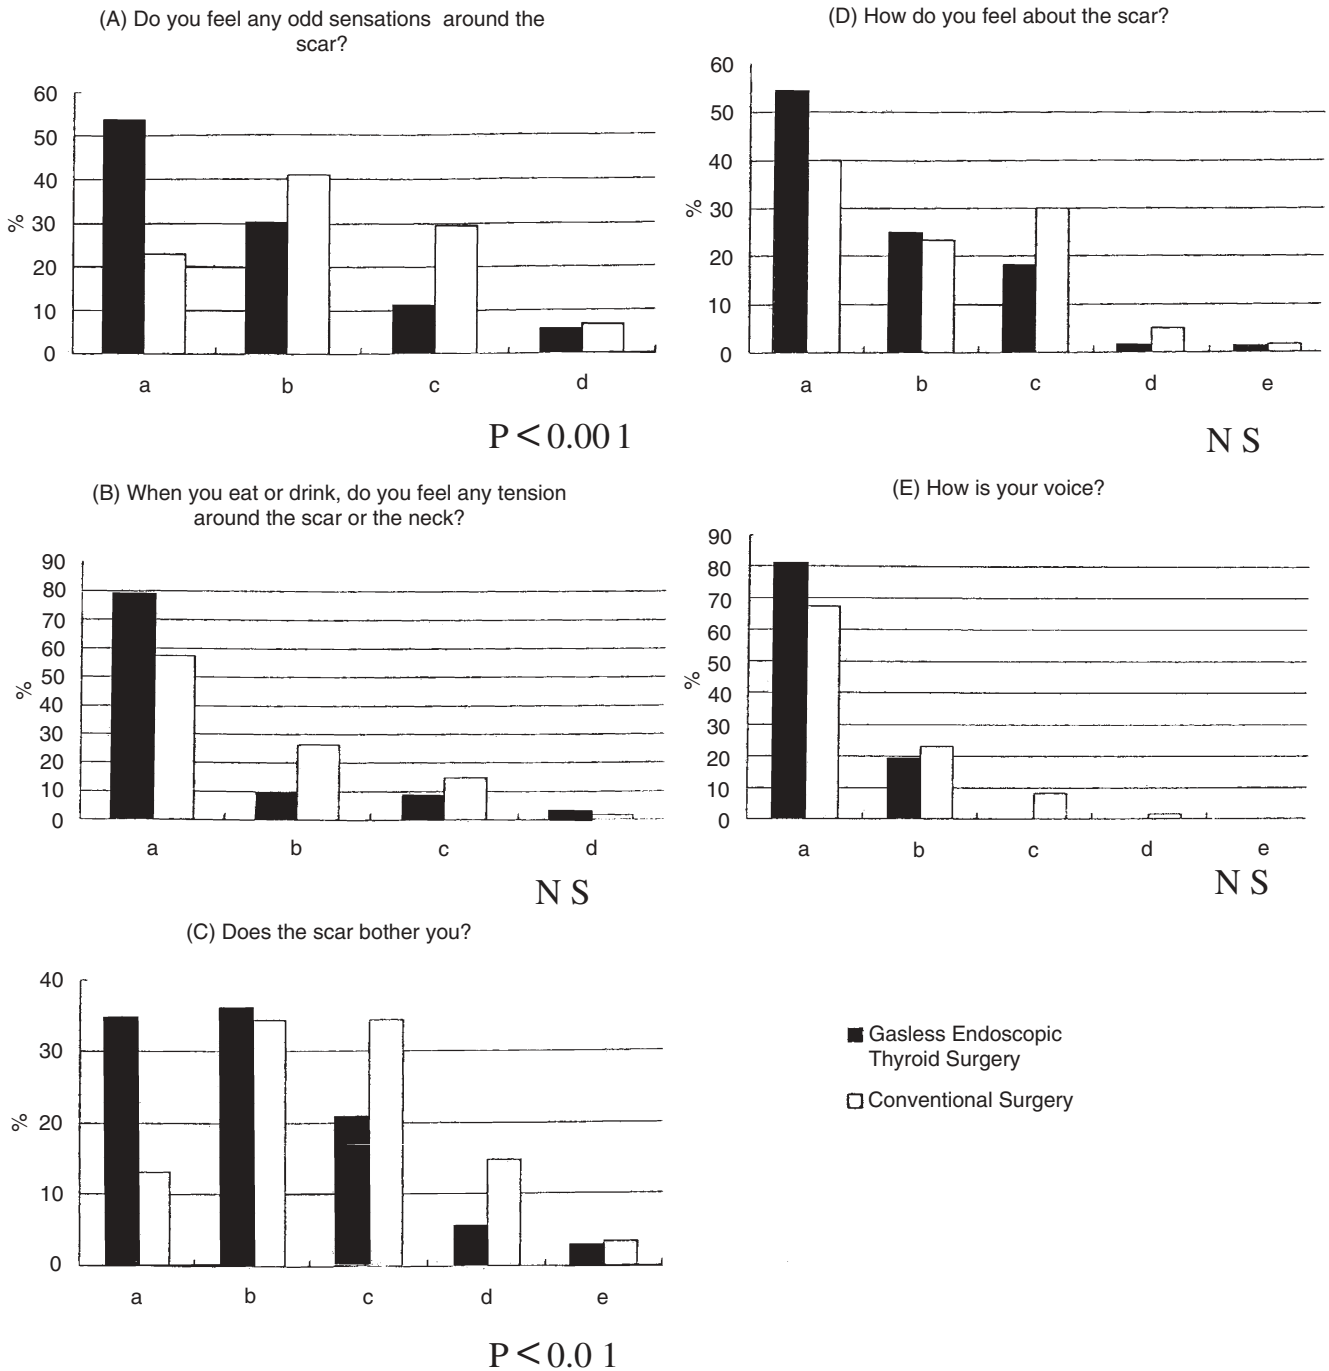 (A) Do you feel any odd sensations around the
scar?
60
50
40
30
20
10
0
%
a b c d
P<0.001
(B) When you eat or drink, do you feel any tension
around the scar or the neck?
90
80
70
60
50
40
30
20
10
0
%
a b c d
NS
(C) Does the scar bother you?
40
30
20
10
0
%
a b c d e
P<0.01
(D) How do you feel about the scar?
60
50
40
30
20
10
0
%
a b c d e
NS
(E) How is your voice?
90
80
70
60
50
40
30
20
10
0
%
a b c d e
NS
Gasless Endoscopic
Thyroid Surgery
Conventional Surgery